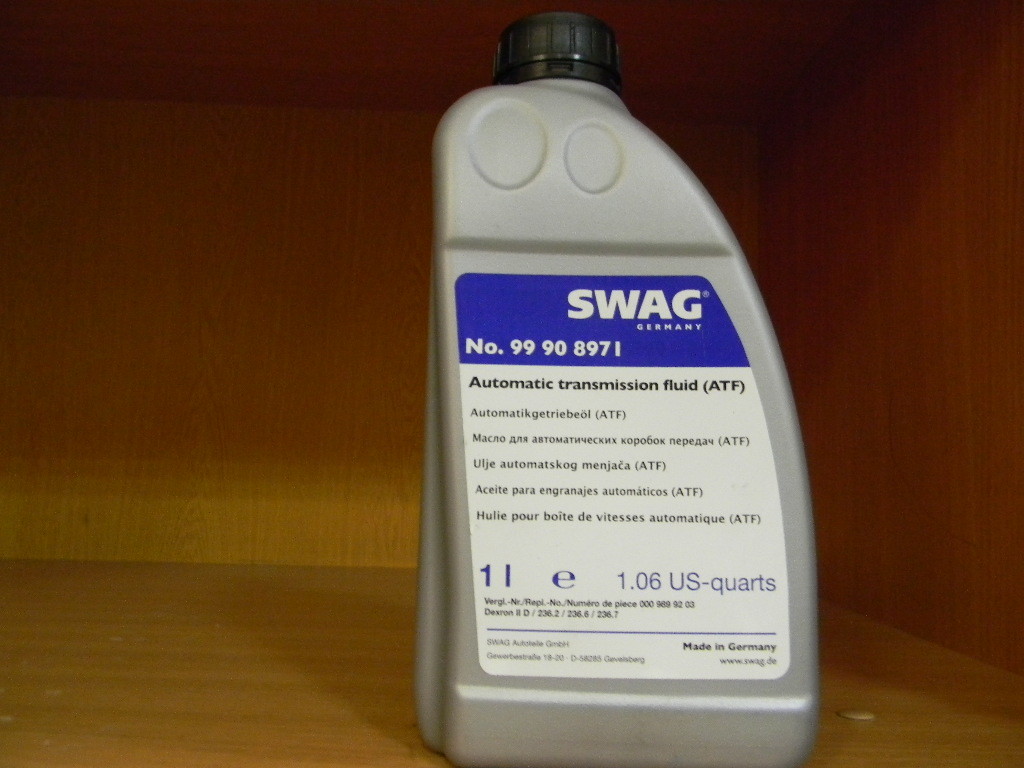 SWAG®
GERMANY
No. 99 90 8971
Automatic transmission fluid (ATF)
Automatikgetriebeöl (ATF)
Масло для автоматических коробок передач (ATF)
Ulje automatskog menjača (ATF)
Aceite para engranajes automáticos (ATF)
Hulie pour boîte de vitesses automatique (ATF)
1 l e 1.06 US-quarts
Vergl.-Nr./Repl.-No./Numéro de piece 000 989 92 03
Dexron II D / 236.2 / 236.6 / 236.7
SWAG Autoteile GmbH Made in Germany
Gewerbestraße 18-20 · D-58285 Gevelsberg www.swag.de